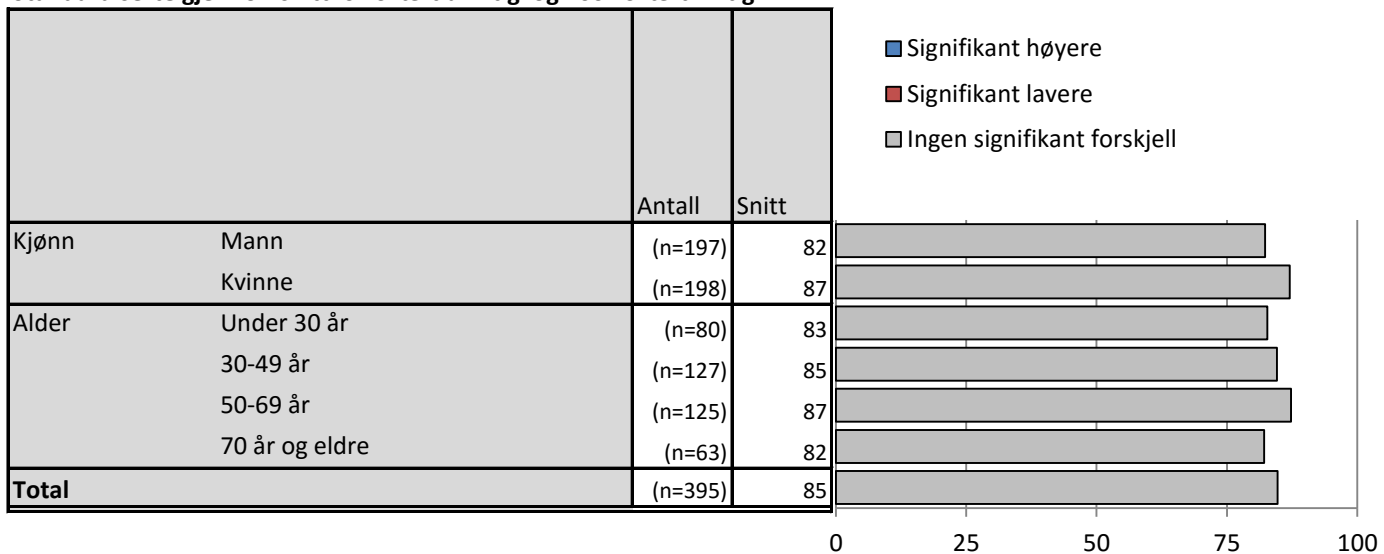 Signifikant høyere
Signifikant lavere
Ingen signifikant forskjell
Antall Snitt
Kjønn Mann (n=197) 82
Kvinne (n=198) 87
Alder Under 30 år (n=80) 83
30-49 år (n=127) 85
50-69 år (n=125) 87
70 år og eldre (n=63) 82
Total (n=395) 85
0 25 50 75 100